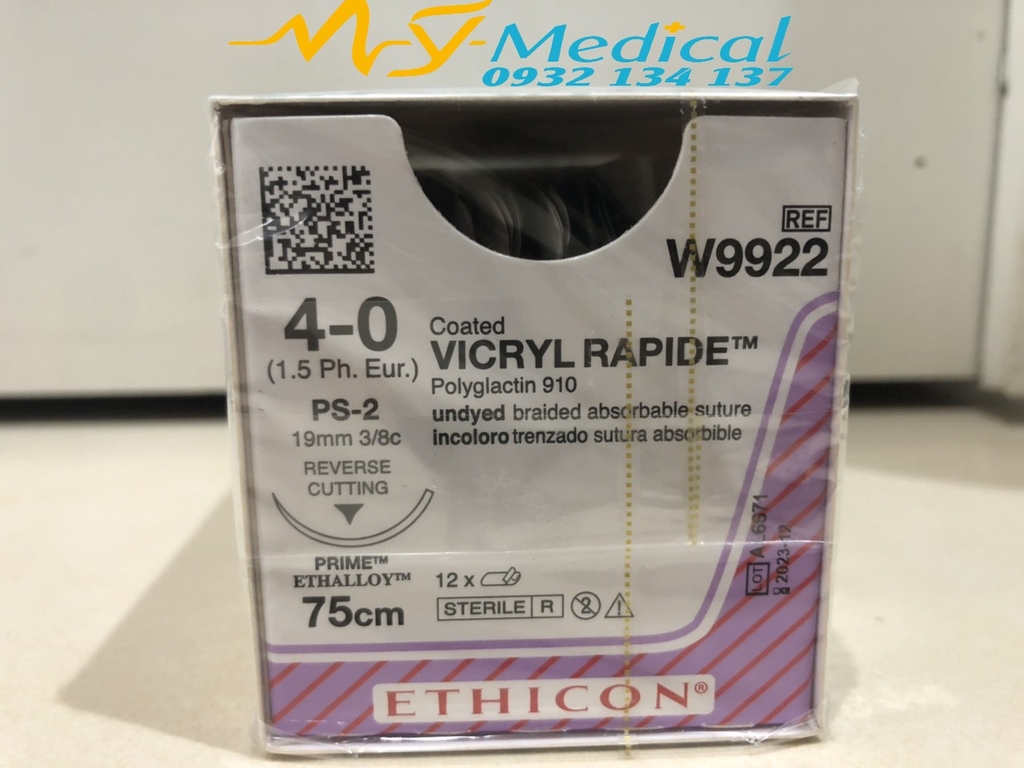 My Medical
0932 134 137
REF
W9922
4-0
(1.5 Ph. Eur.)
PS-2
19mm 3/8c
REVERSE
CUTTING
PRIME™
ETHALLOY™
75cm
Coated
VICRYL RAPIDE™
Polyglactin 910
undyed braided absorbable suture
incoloro trenzado sutura absorbible
12 x
STERILE R
2
LOT
2023-12
ETHICON®